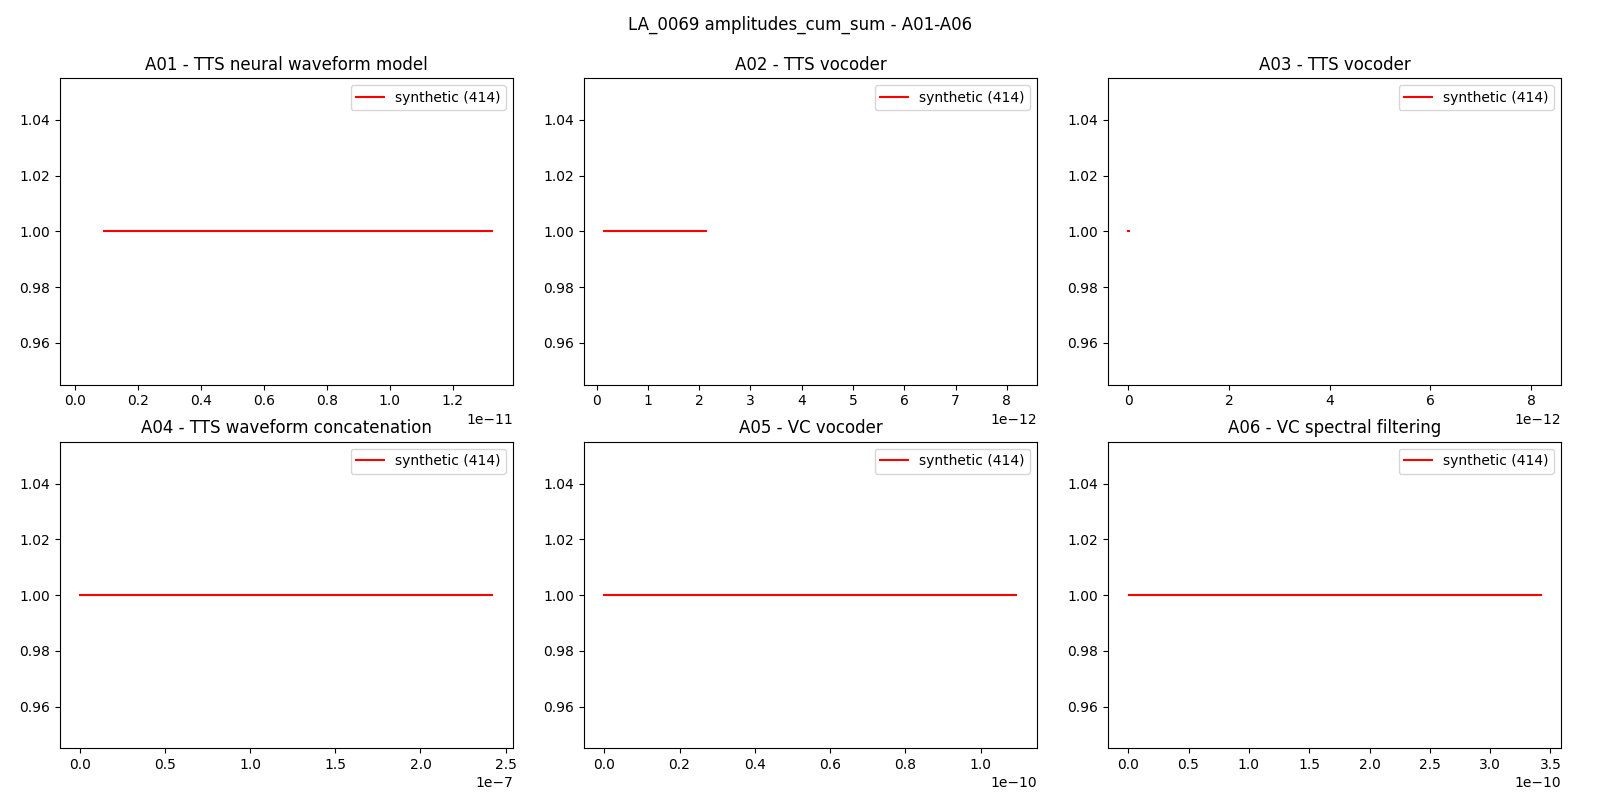 LA_0069 amplitudes_cum_sum - A01-A06
A01 - TTS neural waveform model
synthetic (414)
1.04
1.02
1.00
0.98
0.96
0.0 0.2 0.4 0.6 0.8 1.0 1.2
1e−11
A02 - TTS vocoder
synthetic (414)
1.04
1.02
1.00
0.98
0.96
0 1 2 3 4 5 6 7 8
1e−12
A03 - TTS vocoder
synthetic (414)
1.04
1.02
1.00
0.98
0.96
0 2 4 6 8
1e−12
A04 - TTS waveform concatenation
synthetic (414)
1.04
1.02
1.00
0.98
0.96
0.0 0.5 1.0 1.5 2.0 2.5
1e−7
A05 - VC vocoder
synthetic (414)
1.04
1.02
1.00
0.98
0.96
0.0 0.2 0.4 0.6 0.8 1.0
1e−10
A06 - VC spectral filtering
synthetic (414)
1.04
1.02
1.00
0.98
0.96
0.0 0.5 1.0 1.5 2.0 2.5 3.0 3.5
1e−10